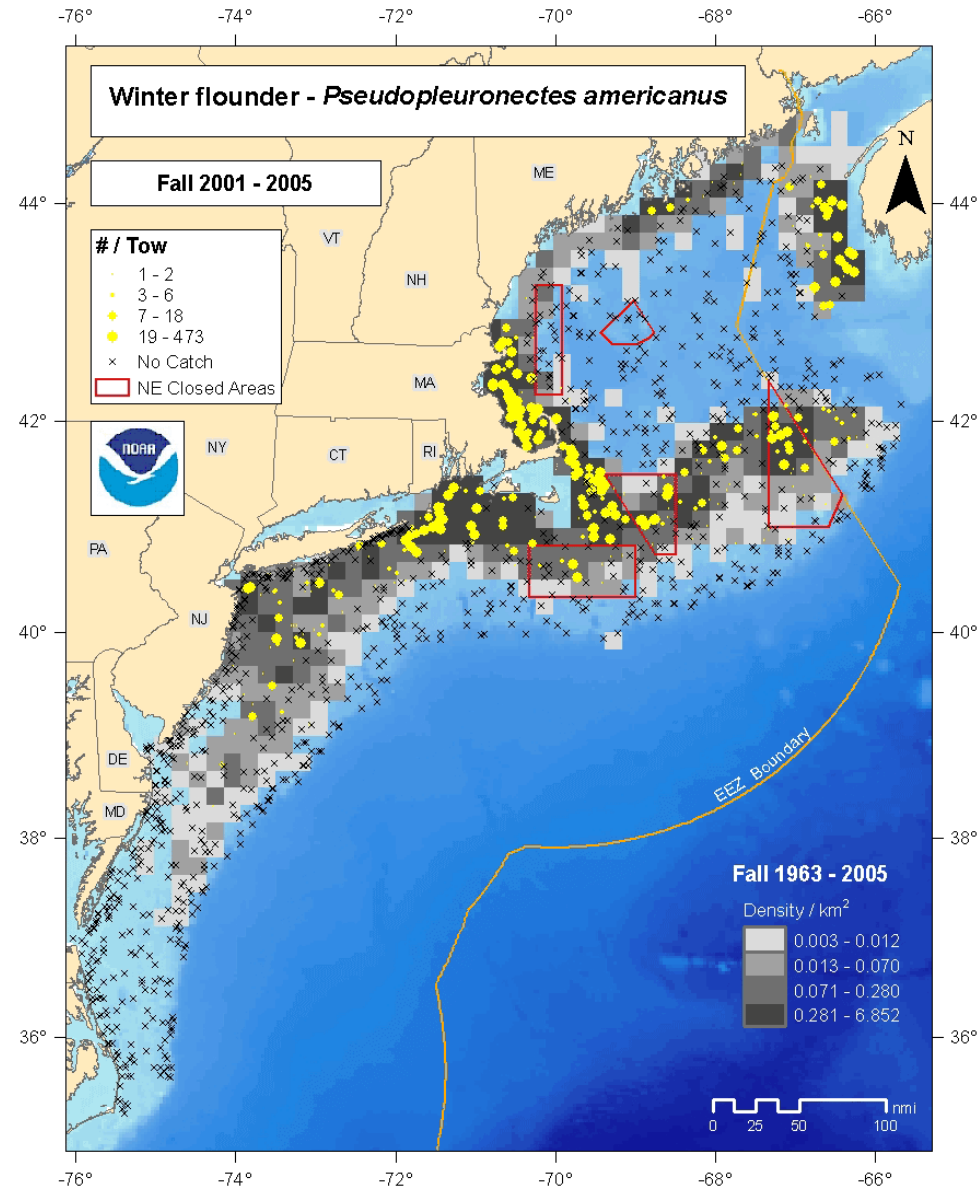 -76° -74° -72° -70° -68° -66°
Winter flounder - Pseudopleuronectes americanus
Fall 2001 - 2005
# / Tow
1 - 2
3 - 6
7 - 18
19 - 473
No Catch
NE Closed Areas
NOAA
N
ME
VT
NH
MA
NY
CT
RI
PA
NJ
DE
MD
44° 44°
42° 42°
40° 40°
38° 38°
36° 36°
EEZ Boundary
Fall 1963 - 2005
Density / km²
0.003 - 0.012
0.013 - 0.070
0.071 - 0.280
0.281 - 6.852
nmi
0 25 50 100
-76° -74° -72° -70° -68° -66°